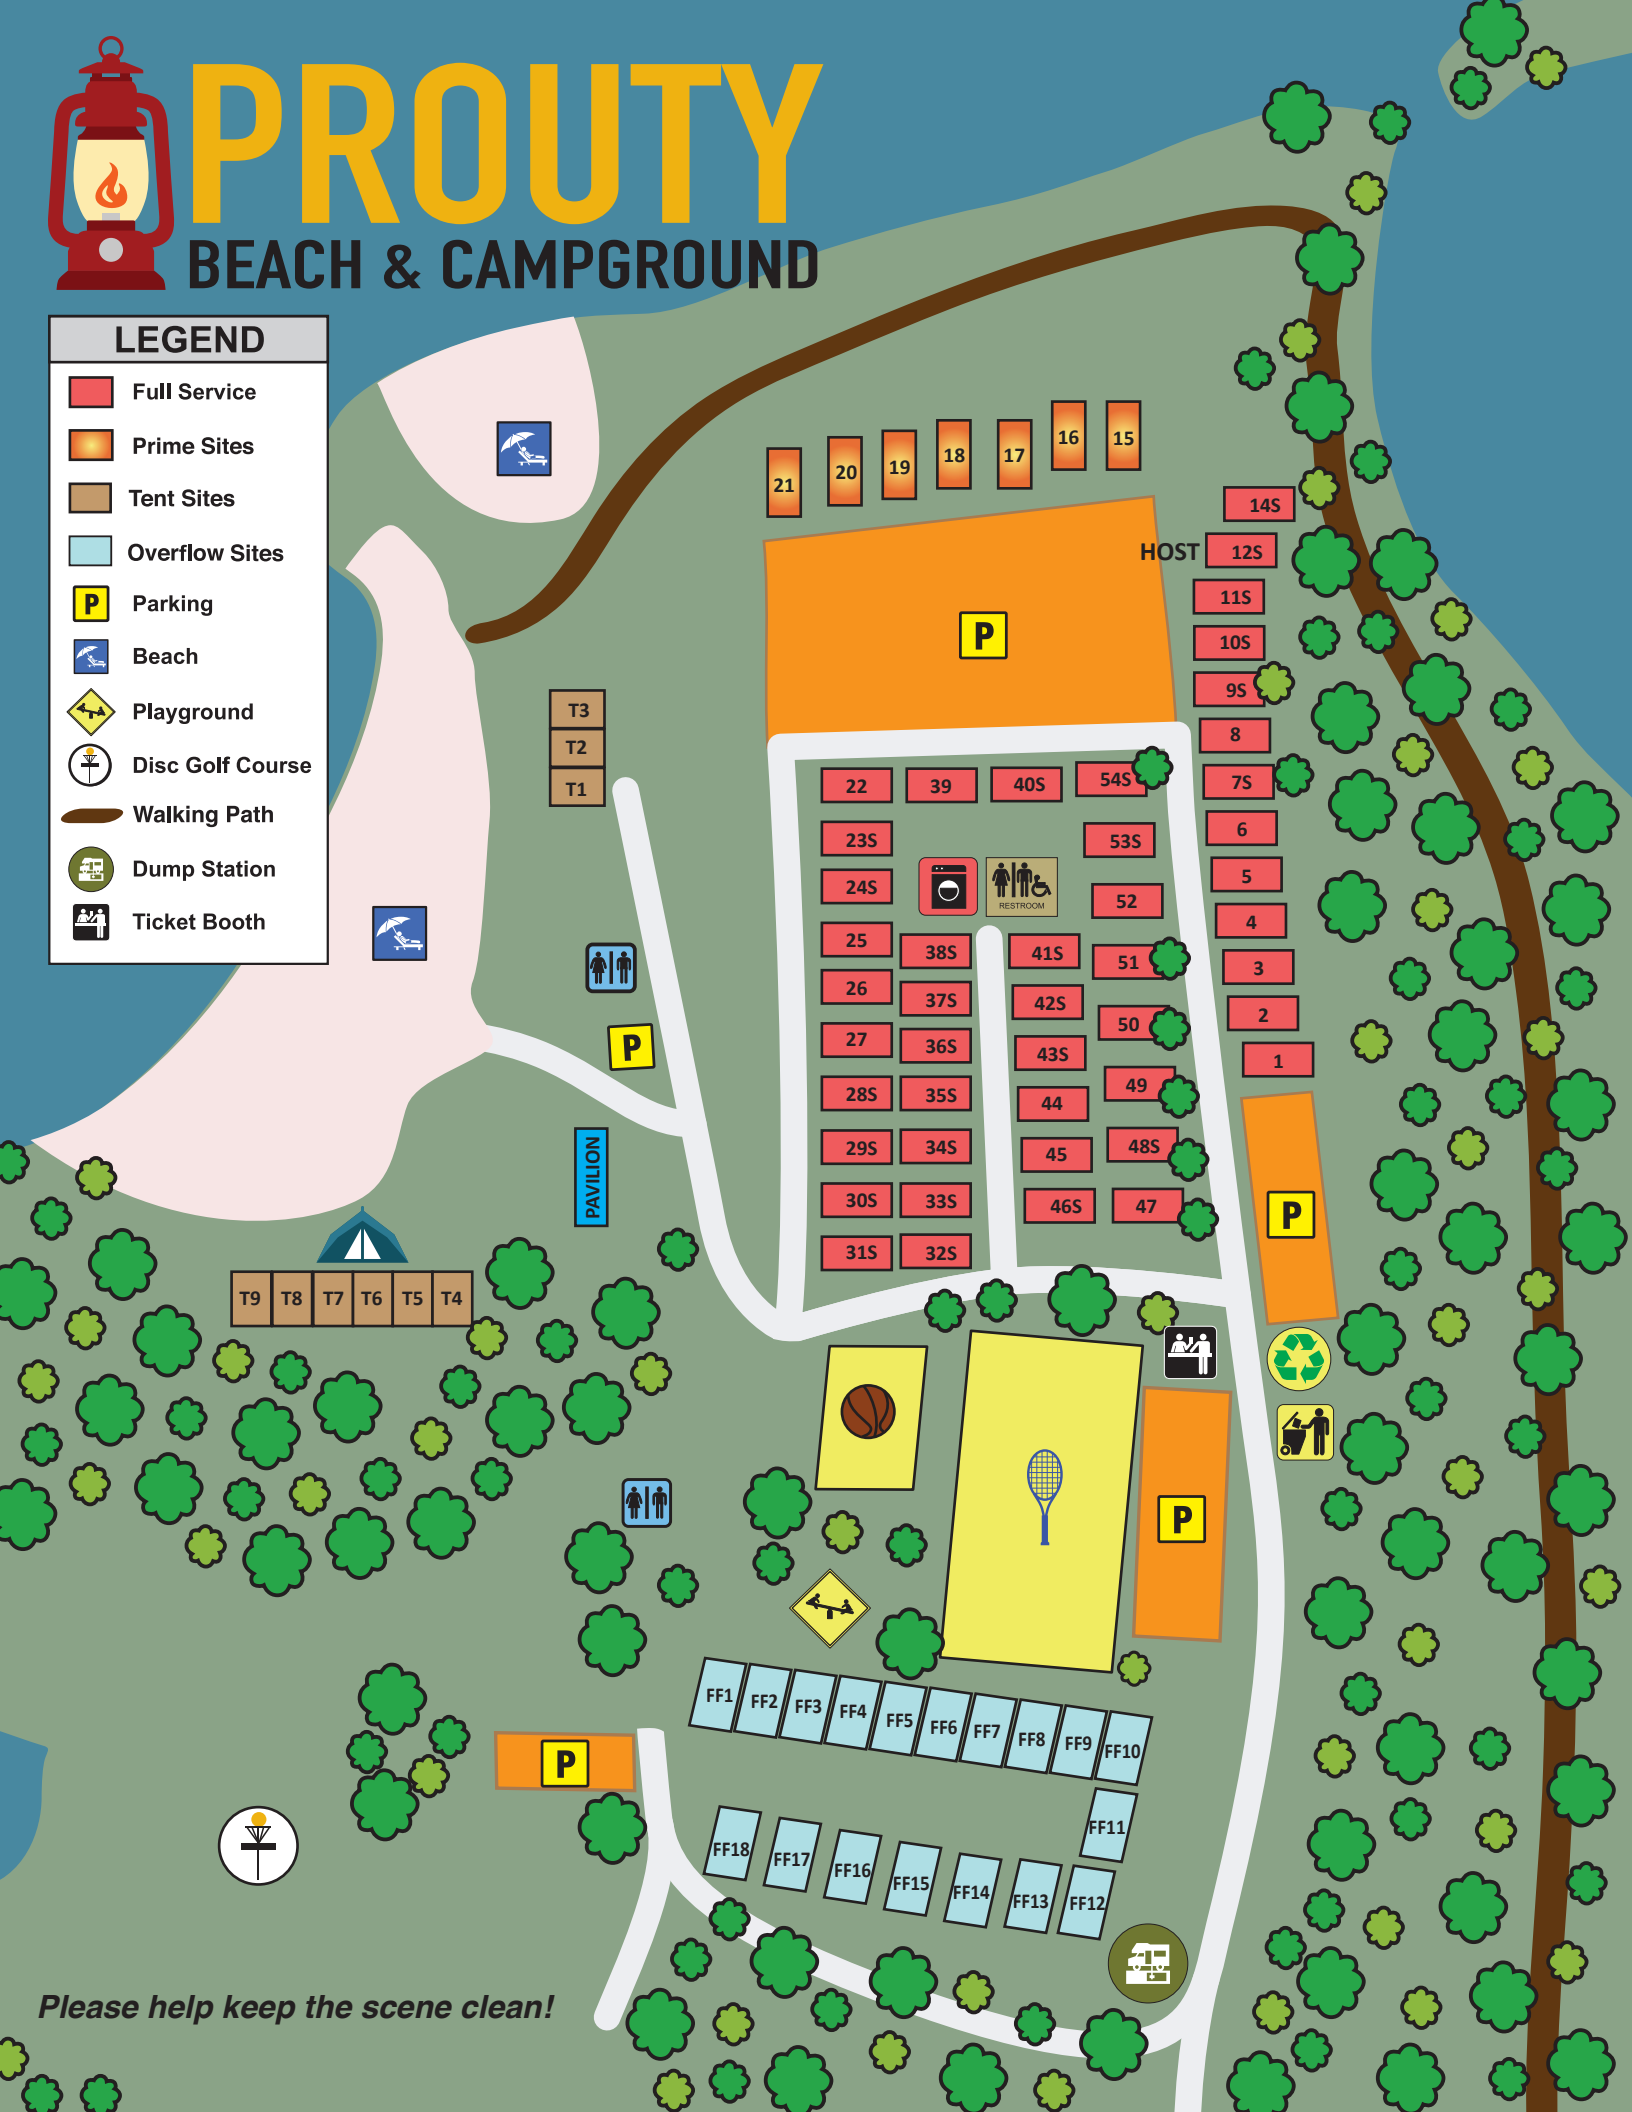 PROUTY
BEACH & CAMPGROUND
LEGEND
Full Service
Prime Sites
Tent Sites
Overflow Sites
P Parking
Beach
Playground
Disc Golf Course
Walking Path
Dump Station
Ticket Booth
21
20
19
18
17
16
15
14S
HOST 12S
11S
10S
9S
8
7S
6
5
4
3
2
1
P
T3
T2
T1
22
39
40S
54S
23S
53S
24S
RESTROOM
52
25
38S
41S
51
26
37S
42S
50
27
36S
43S
49
28S
35S
44
48S
29S
34S
45
47
30S
33S
46S
31S
32S
P
PAVILION
P
T9
T8
T7
T6
T5
T4
P
FF1
FF2
FF3
FF4
FF5
FF6
FF7
FF8
FF9
FF10
P
FF11
FF18
FF17
FF16
FF15
FF14
FF13
FF12
Please help keep the scene clean!